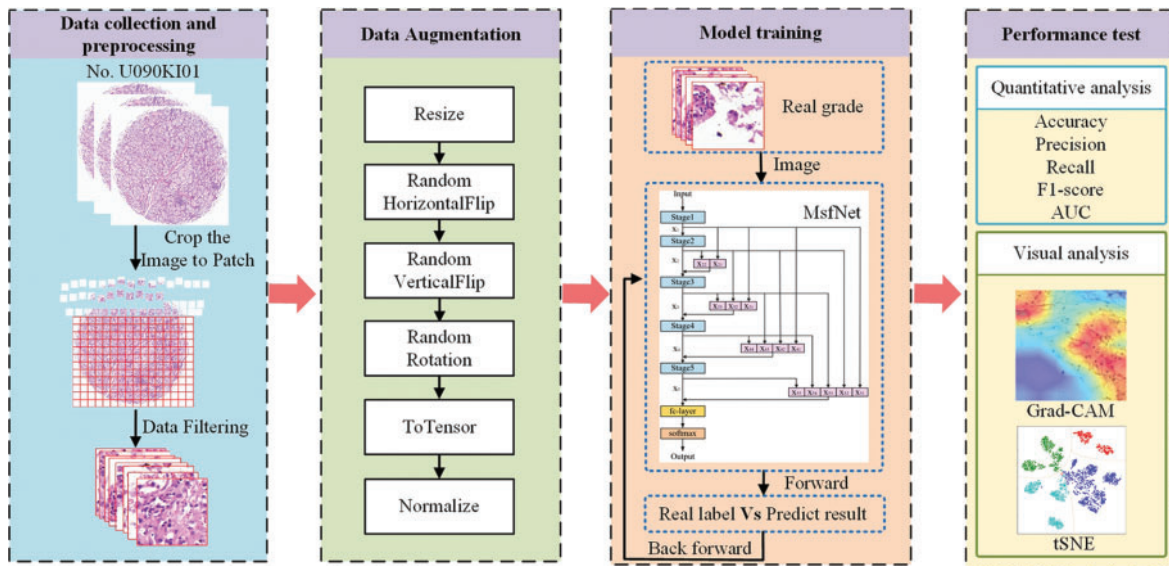 Data collection and
preprocessing
No. U090KI01
Crop the
Image to Patch
Data Filtering
Data Augmentation
Resize
Random
HorizontalFlip
Random
VerticalFlip
Random
Rotation
ToTensor
Normalize
Model training
Real grade
Image
MsfNet
Input
Stage1
Stage2
Stage3
Stage4
Stage5
fc-layer
softmax
Output
Forward
Real label Vs Predict result
Back forward
Performance test
Quantitative analysis
Accuracy
Precision
Recall
F1-score
AUC
Visual analysis
Grad-CAM
tSNE